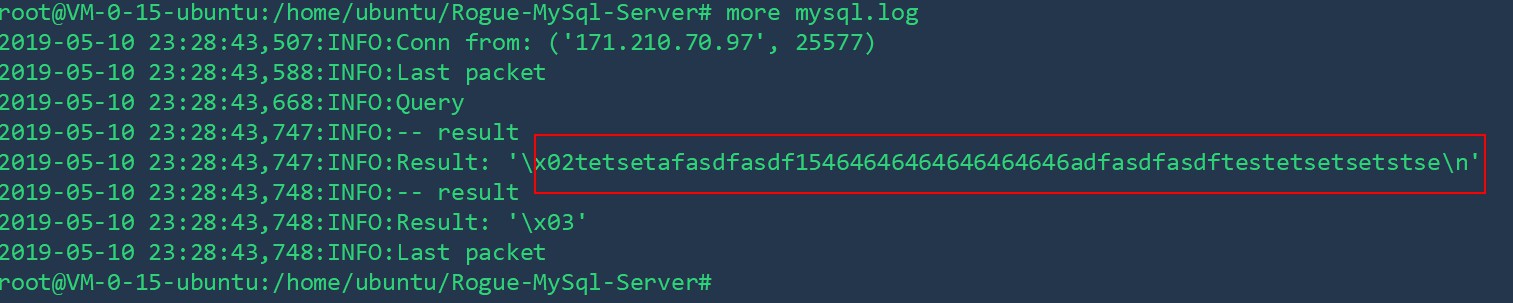 root@VM-0-15-ubuntu:/home/ubuntu/Rogue-MySql-Server# more mysql.log
2019-05-10 23:28:43,507:INFO:Conn from: ('171.210.70.97', 25577)
2019-05-10 23:28:43,588:INFO:Last packet
2019-05-10 23:28:43,668:INFO:Query
2019-05-10 23:28:43,747:INFO:-- result
2019-05-10 23:28:43,747:INFO:Result: '\x02tetsetafasdfasdf15464646464646464646adfasdfasdftestetsetsetstse\n'
2019-05-10 23:28:43,748:INFO:-- result
2019-05-10 23:28:43,748:INFO:Result: '\x03'
2019-05-10 23:28:43,748:INFO:Last packet
root@VM-0-15-ubuntu:/home/ubuntu/Rogue-MySql-Server#